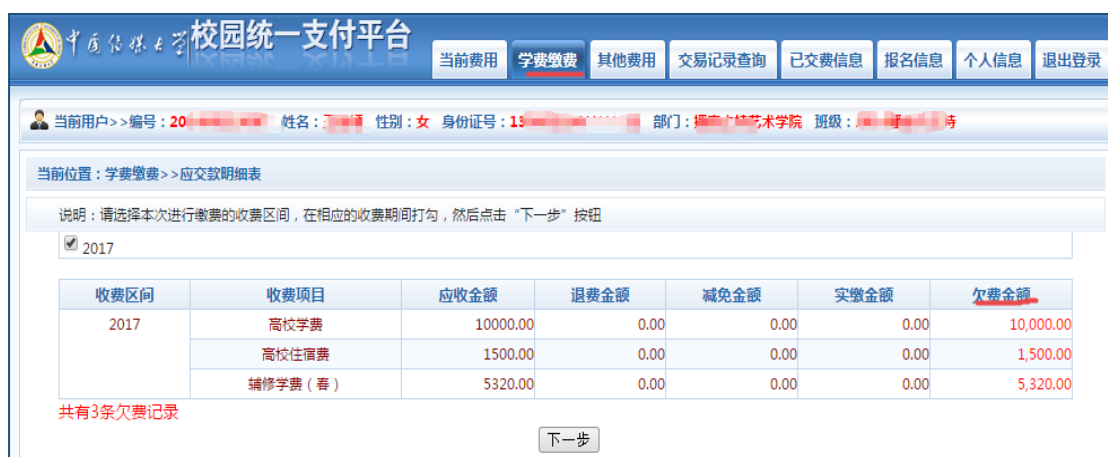 中国传媒大学 校园统一支付平台
当前费用 学费缴费 其他费用 交易记录查询 已交费信息 报名信息 个人信息 退出登录
当前用户>>编号：20 姓名： 性别：女 身份证号：13 部门：艺术学院 班级：
当前位置：学费缴费>>应交款明细表
说明：请选择本次进行缴费的收费区间，在相应的收费期间打勾，然后点击“下一步”按钮
2017
收费区间 收费项目 应收金额 退费金额 减免金额 实缴金额 欠费金额
2017 高校学费 10000.00 0.00 0.00 0.00 10,000.00
高校住宿费 1500.00 0.00 0.00 0.00 1,500.00
辅修学费（春） 5320.00 0.00 0.00 0.00 5,320.00
共有3条欠费记录
下一步